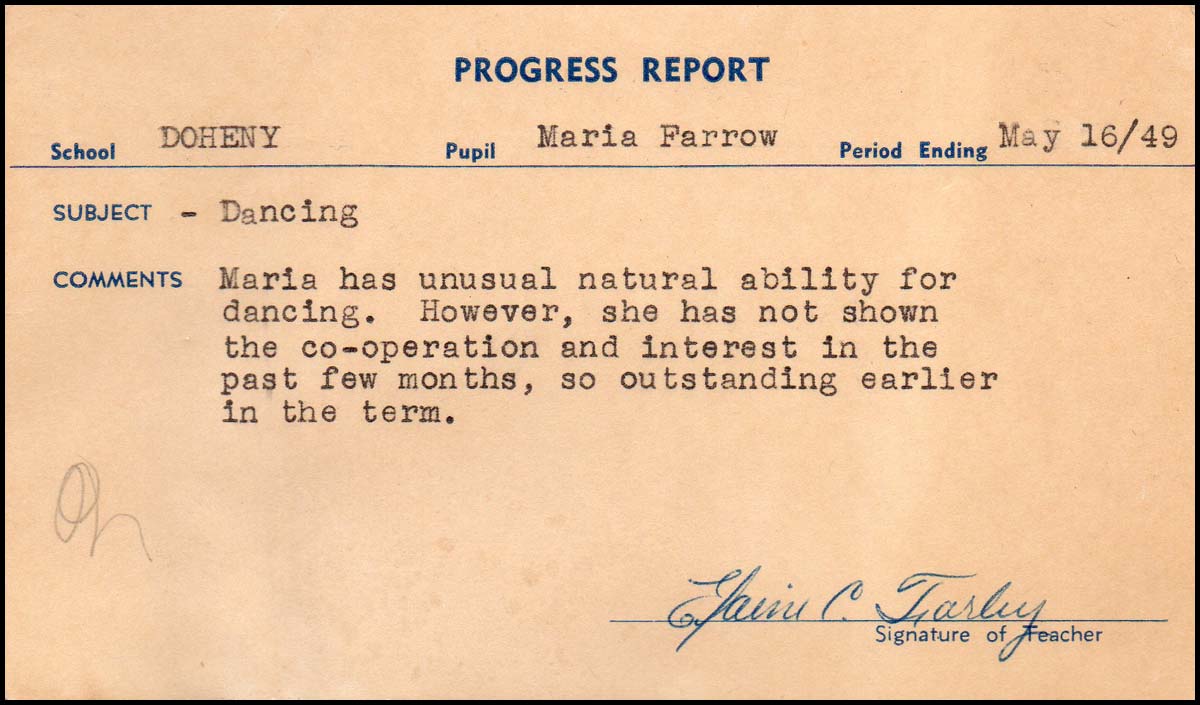 PROGRESS REPORT
School DOHENY Pupil Maria Farrow Period Ending May 16/49
SUBJECT - Dancing
COMMENTS Maria has unusual natural ability for
dancing. However, she has not shown
the co-operation and interest in the
past few months, so outstanding earlier
in the term.
Elaine C. Farley
Signature of Teacher